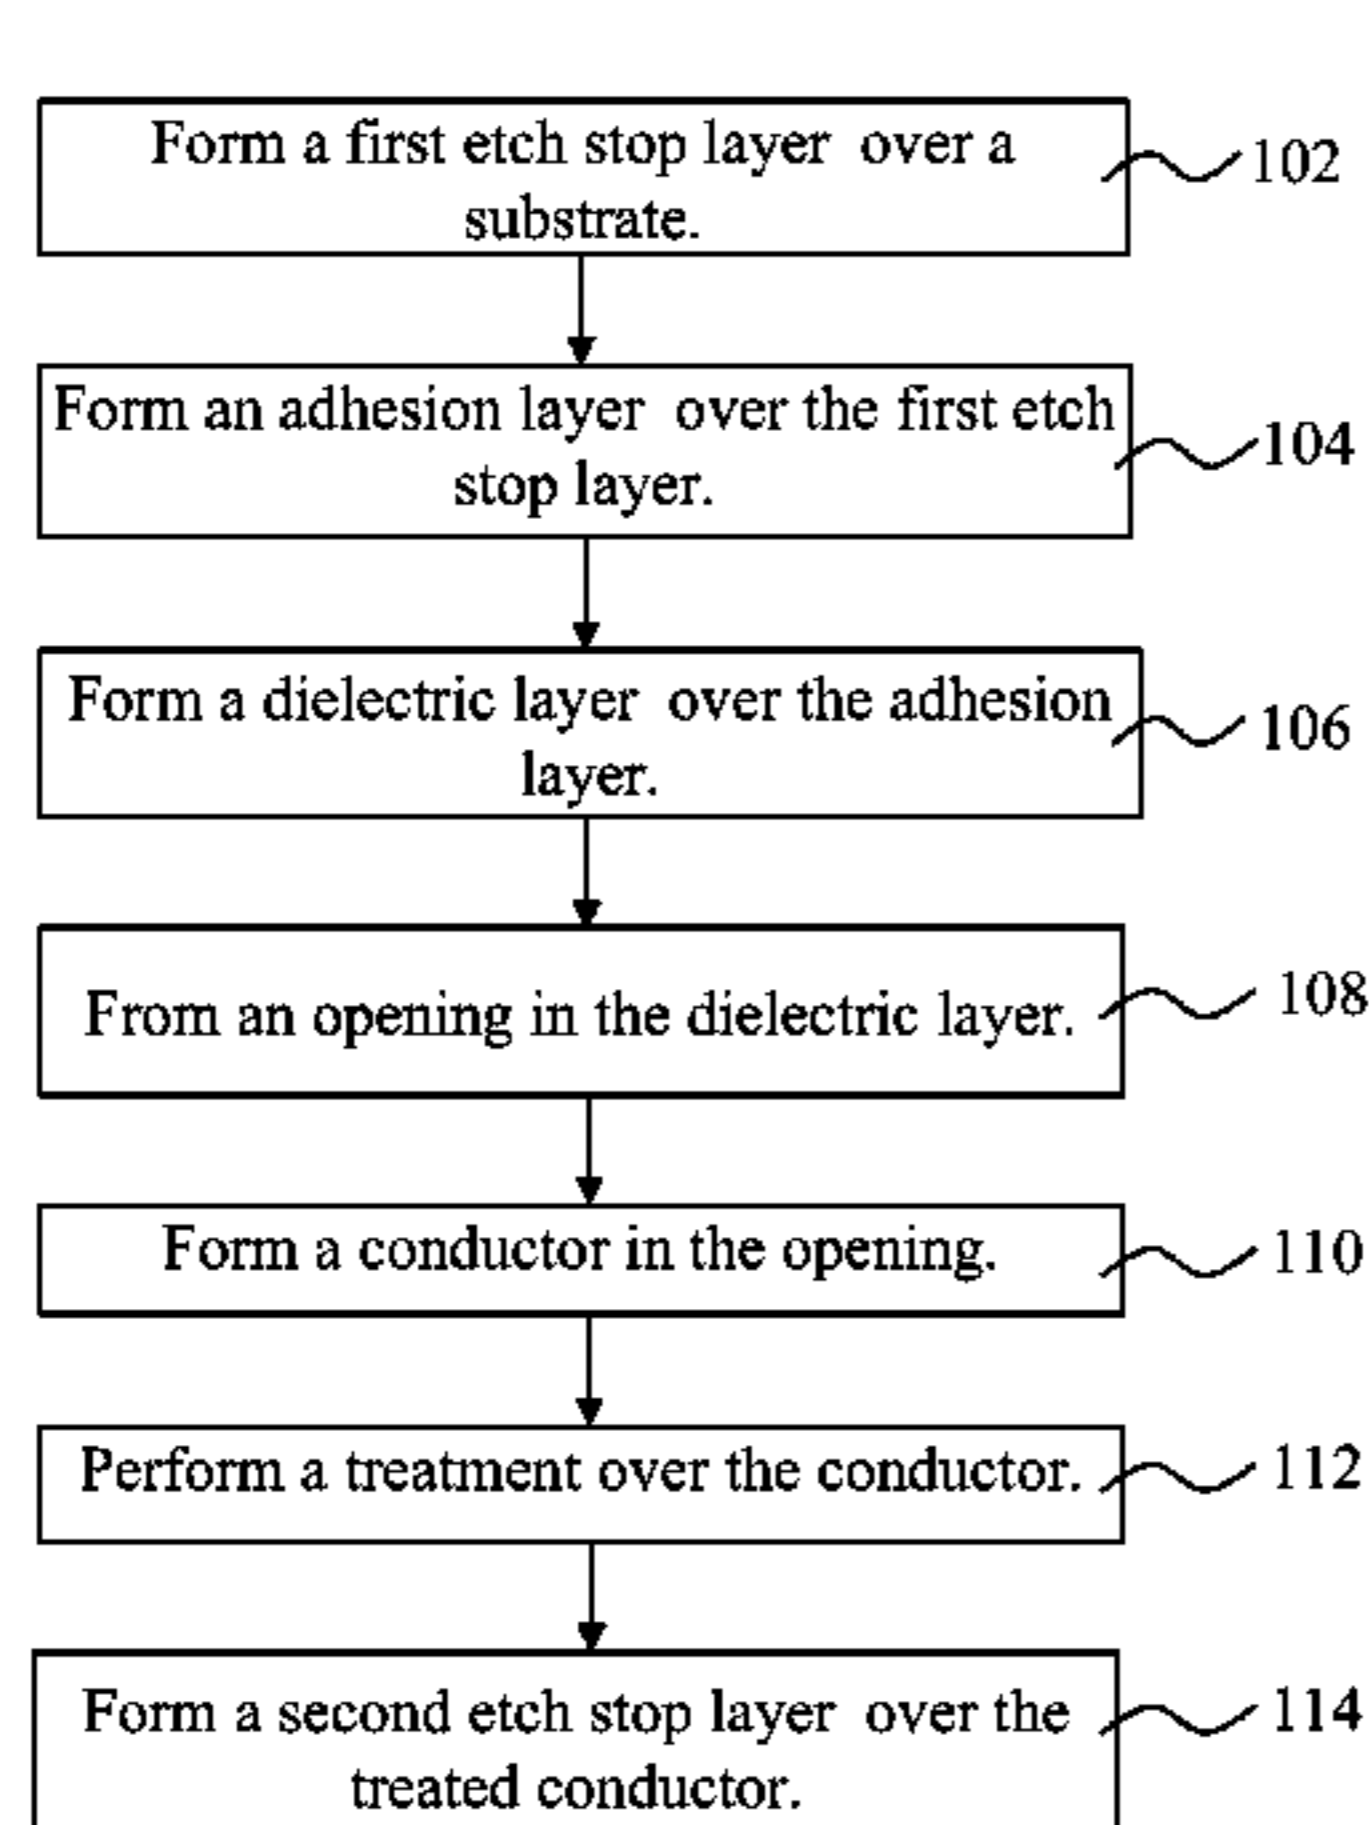 Form a first etch stop layer over a
substrate.
102
Form an adhesion layer over the first etch
stop layer.
104
Form a dielectric layer over the adhesion
layer.
106
From an opening in the dielectric layer.
108
Form a conductor in the opening.
110
Perform a treatment over the conductor.
112
Form a second etch stop layer over the
treated conductor.
114